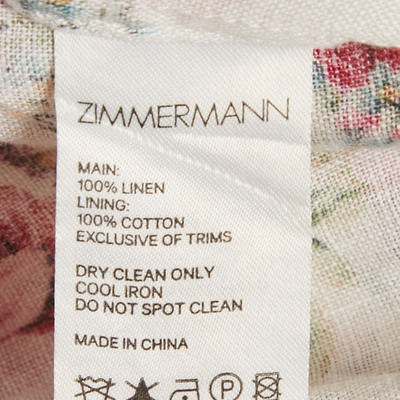 ZIMMERMANN
MAIN:
100% LINEN
LINING:
100% COTTON
EXCLUSIVE OF TRIMS
DRY CLEAN ONLY
COOL IRON
DO NOT SPOT CLEAN
MADE IN CHINA
P